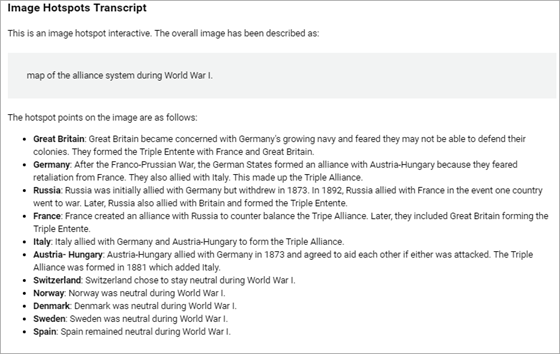 Image Hotspots Transcript
This is an image hotspot interactive. The overall image has been described as:
map of the alliance system during World War I.
The hotspot points on the image are as follows:
• Great Britain: Great Britain became concerned with Germany's growing navy and feared they may not be able to defend their
colonies. They formed the Triple Entente with France and Great Britain.
• Germany: After the Franco-Prussian War, the German States formed an alliance with Austria-Hungary because they feared
retaliation from France. They also allied with Italy. This made up the Triple Alliance.
• Russia: Russia was initially allied with Germany but withdrew in 1873. In 1892, Russia allied with France in the event one country
went to war. Later, Russia also allied with Britain and formed the Triple Entente.
• France: France created an alliance with Russia to counter balance the Tripe Alliance. Later, they included Great Britain forming the
Triple Entente.
• Italy: Italy allied with Germany and Austria-Hungary to form the Triple Alliance.
• Austria- Hungary: Austria-Hungary allied with Germany in 1873 and agreed to aid each other if either was attacked. The Triple
Alliance was formed in 1881 which added Italy.
• Switzerland: Switzerland chose to stay neutral during World War I.
• Norway: Norway was neutral during World War I.
• Denmark: Denmark was neutral during World War I.
• Sweden: Sweden was neutral during World War I.
• Spain: Spain remained neutral during World War I.